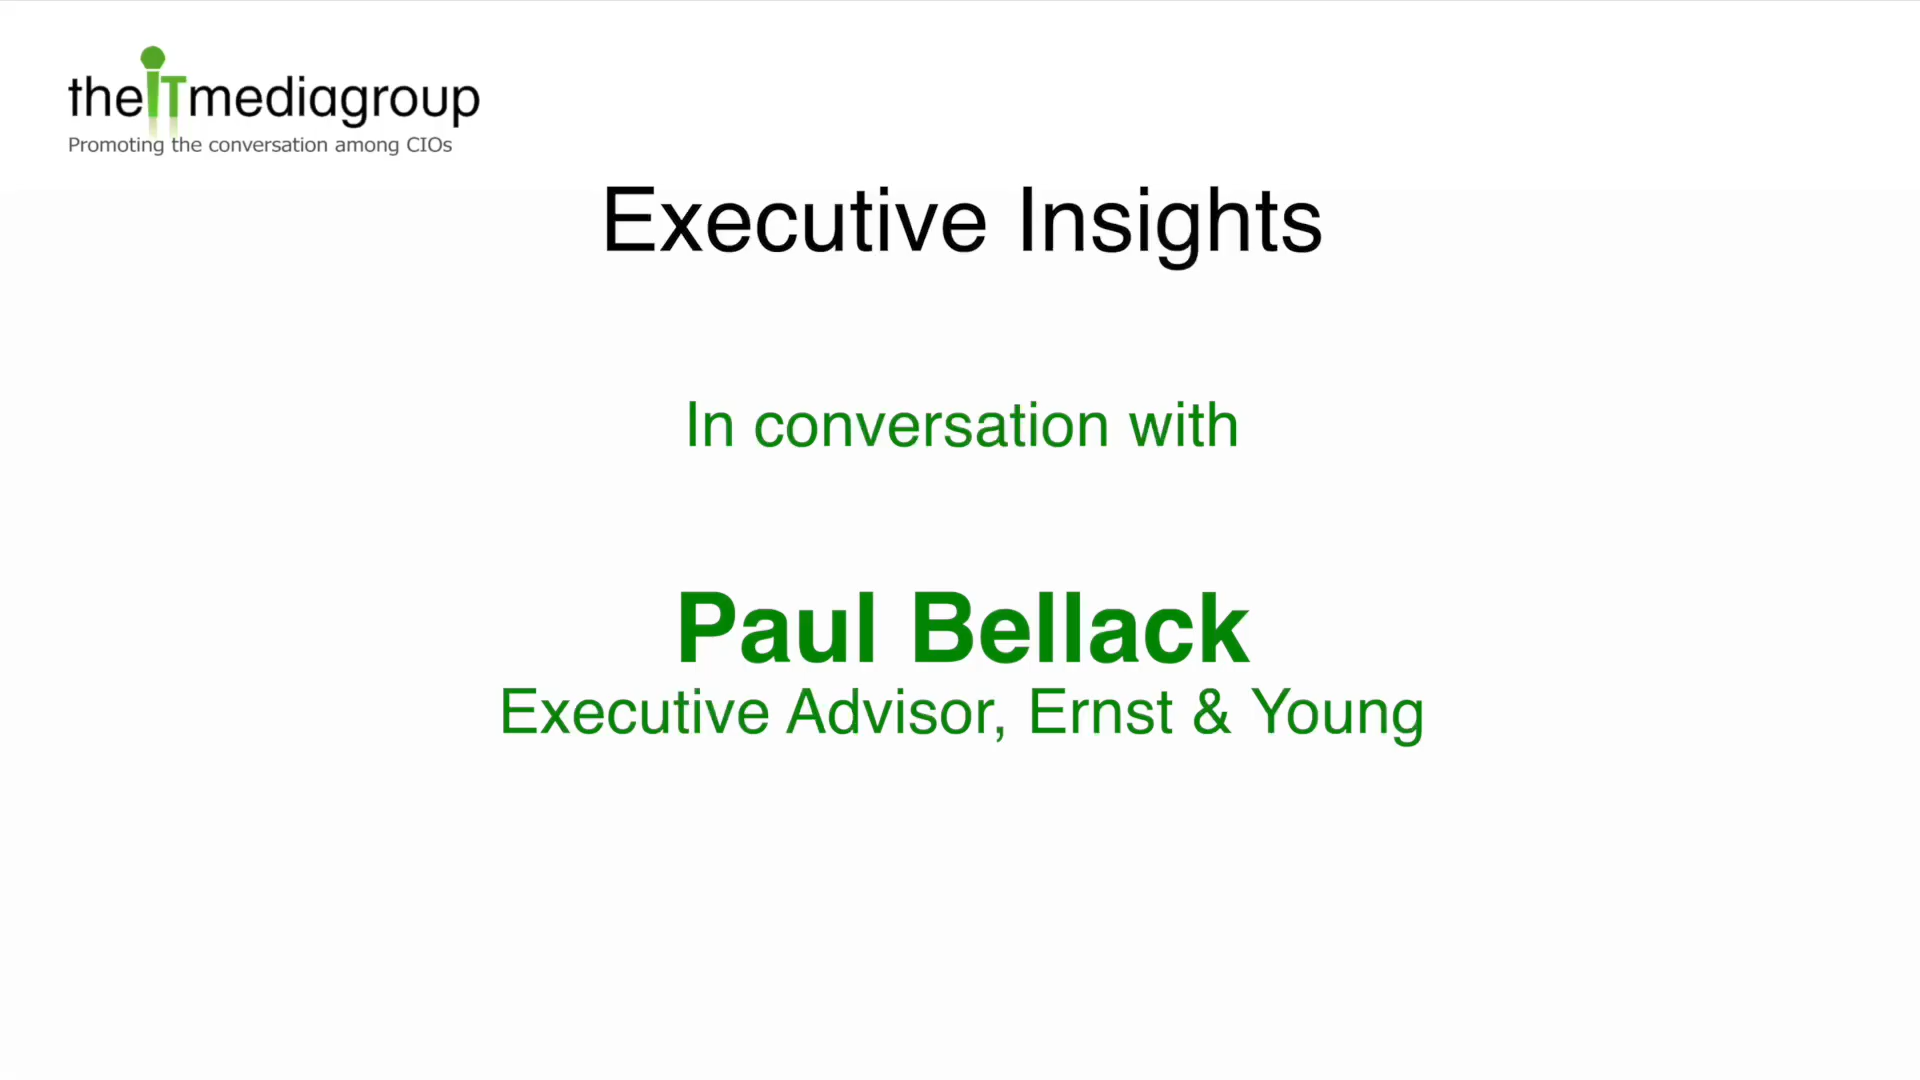 theITmediagroup
Promoting the conversation among CIOs
Executive Insights
In conversation with
Paul Bellack
Executive Advisor, Ernst & Young